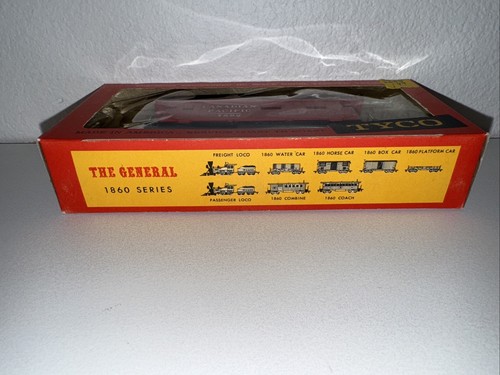 TYCO
THE GENERAL
1860 SERIES
FREIGHT LOCO 1860 WATER CAR 1860 HORSE CAR 1860 BOX CAR 1860 PLATFORM CAR
PASSENGER LOCO 1860 COMBINE 1860 COACH